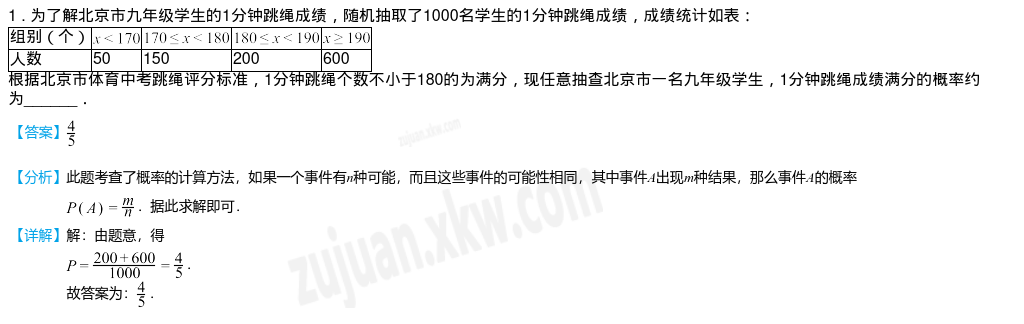 1．为了解北京市九年级学生的1分钟跳绳成绩，随机抽取了1000名学生的1分钟跳绳成绩，成绩统计如表：
组别（个） x < 170 170 ≤ x < 180 180 ≤ x < 190 x ≥ 190
人数 50 150 200 600
根据北京市体育中考跳绳评分标准，1分钟跳绳个数不小于180的为满分，现任意抽查北京市一名九年级学生，1分钟跳绳成绩满分的概率约
为_______．
【答案】4/5
【分析】此题考查了概率的计算方法，如果一个事件有n种可能，而且这些事件的可能性相同，其中事件A出现m种结果，那么事件A的概率
P(A) = m/n．据此求解即可．
【详解】解：由题意，得
P = (200+600)/1000 = 4/5．
故答案为：4/5．
zujuan.xkw.com
zujuan.xkw.com